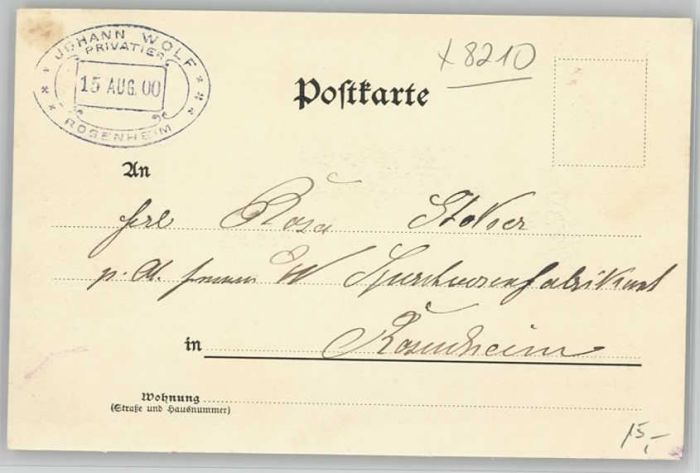 JOHANN WOLF
PRIVATIER
15 AUG. 00
ROSENHEIM
x 8210
Postkarte
An
Frl Rosa Stoker
p. A.
in Rosenheim
Wohnung
(Straße und Hausnummer)
15,-